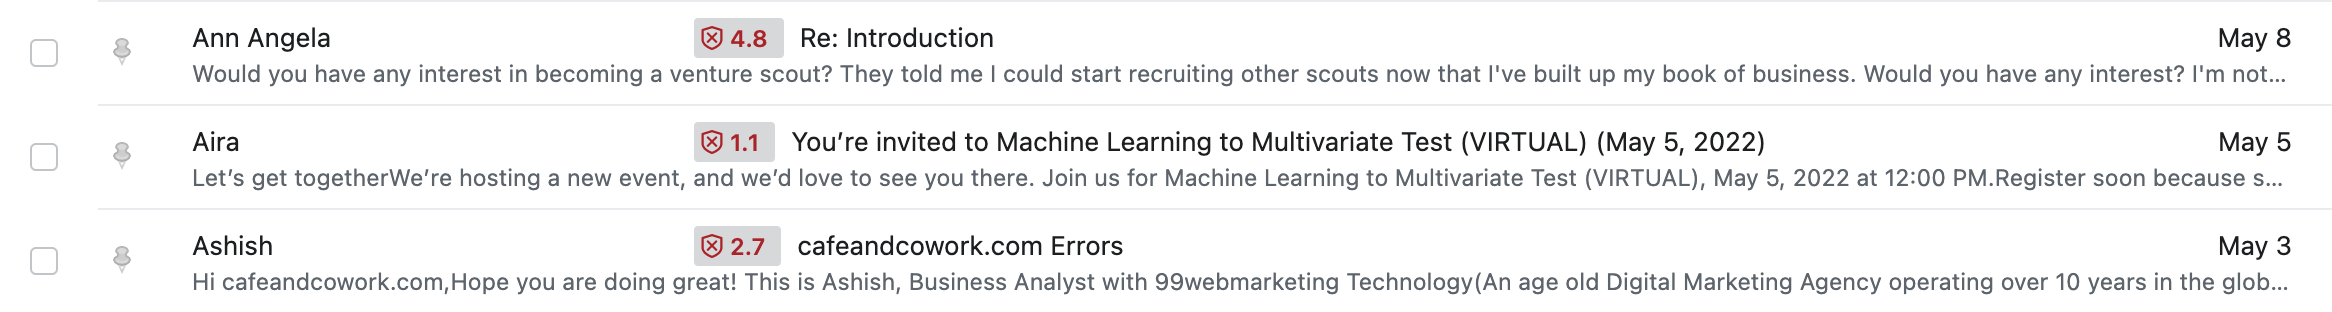 Ann Angela 4.8 Re: Introduction May 8
Would you have any interest in becoming a venture scout? They told me I could start recruiting other scouts now that I've built up my book of business. Would you have any interest? I'm not...
Aira 1.1 You’re invited to Machine Learning to Multivariate Test (VIRTUAL) (May 5, 2022) May 5
Let’s get togetherWe’re hosting a new event, and we’d love to see you there. Join us for Machine Learning to Multivariate Test (VIRTUAL), May 5, 2022 at 12:00 PM.Register soon because s...
Ashish 2.7 cafeandcowork.com Errors May 3
Hi cafeandcowork.com,Hope you are doing great! This is Ashish, Business Analyst with 99webmarketing Technology(An age old Digital Marketing Agency operating over 10 years in the glob...